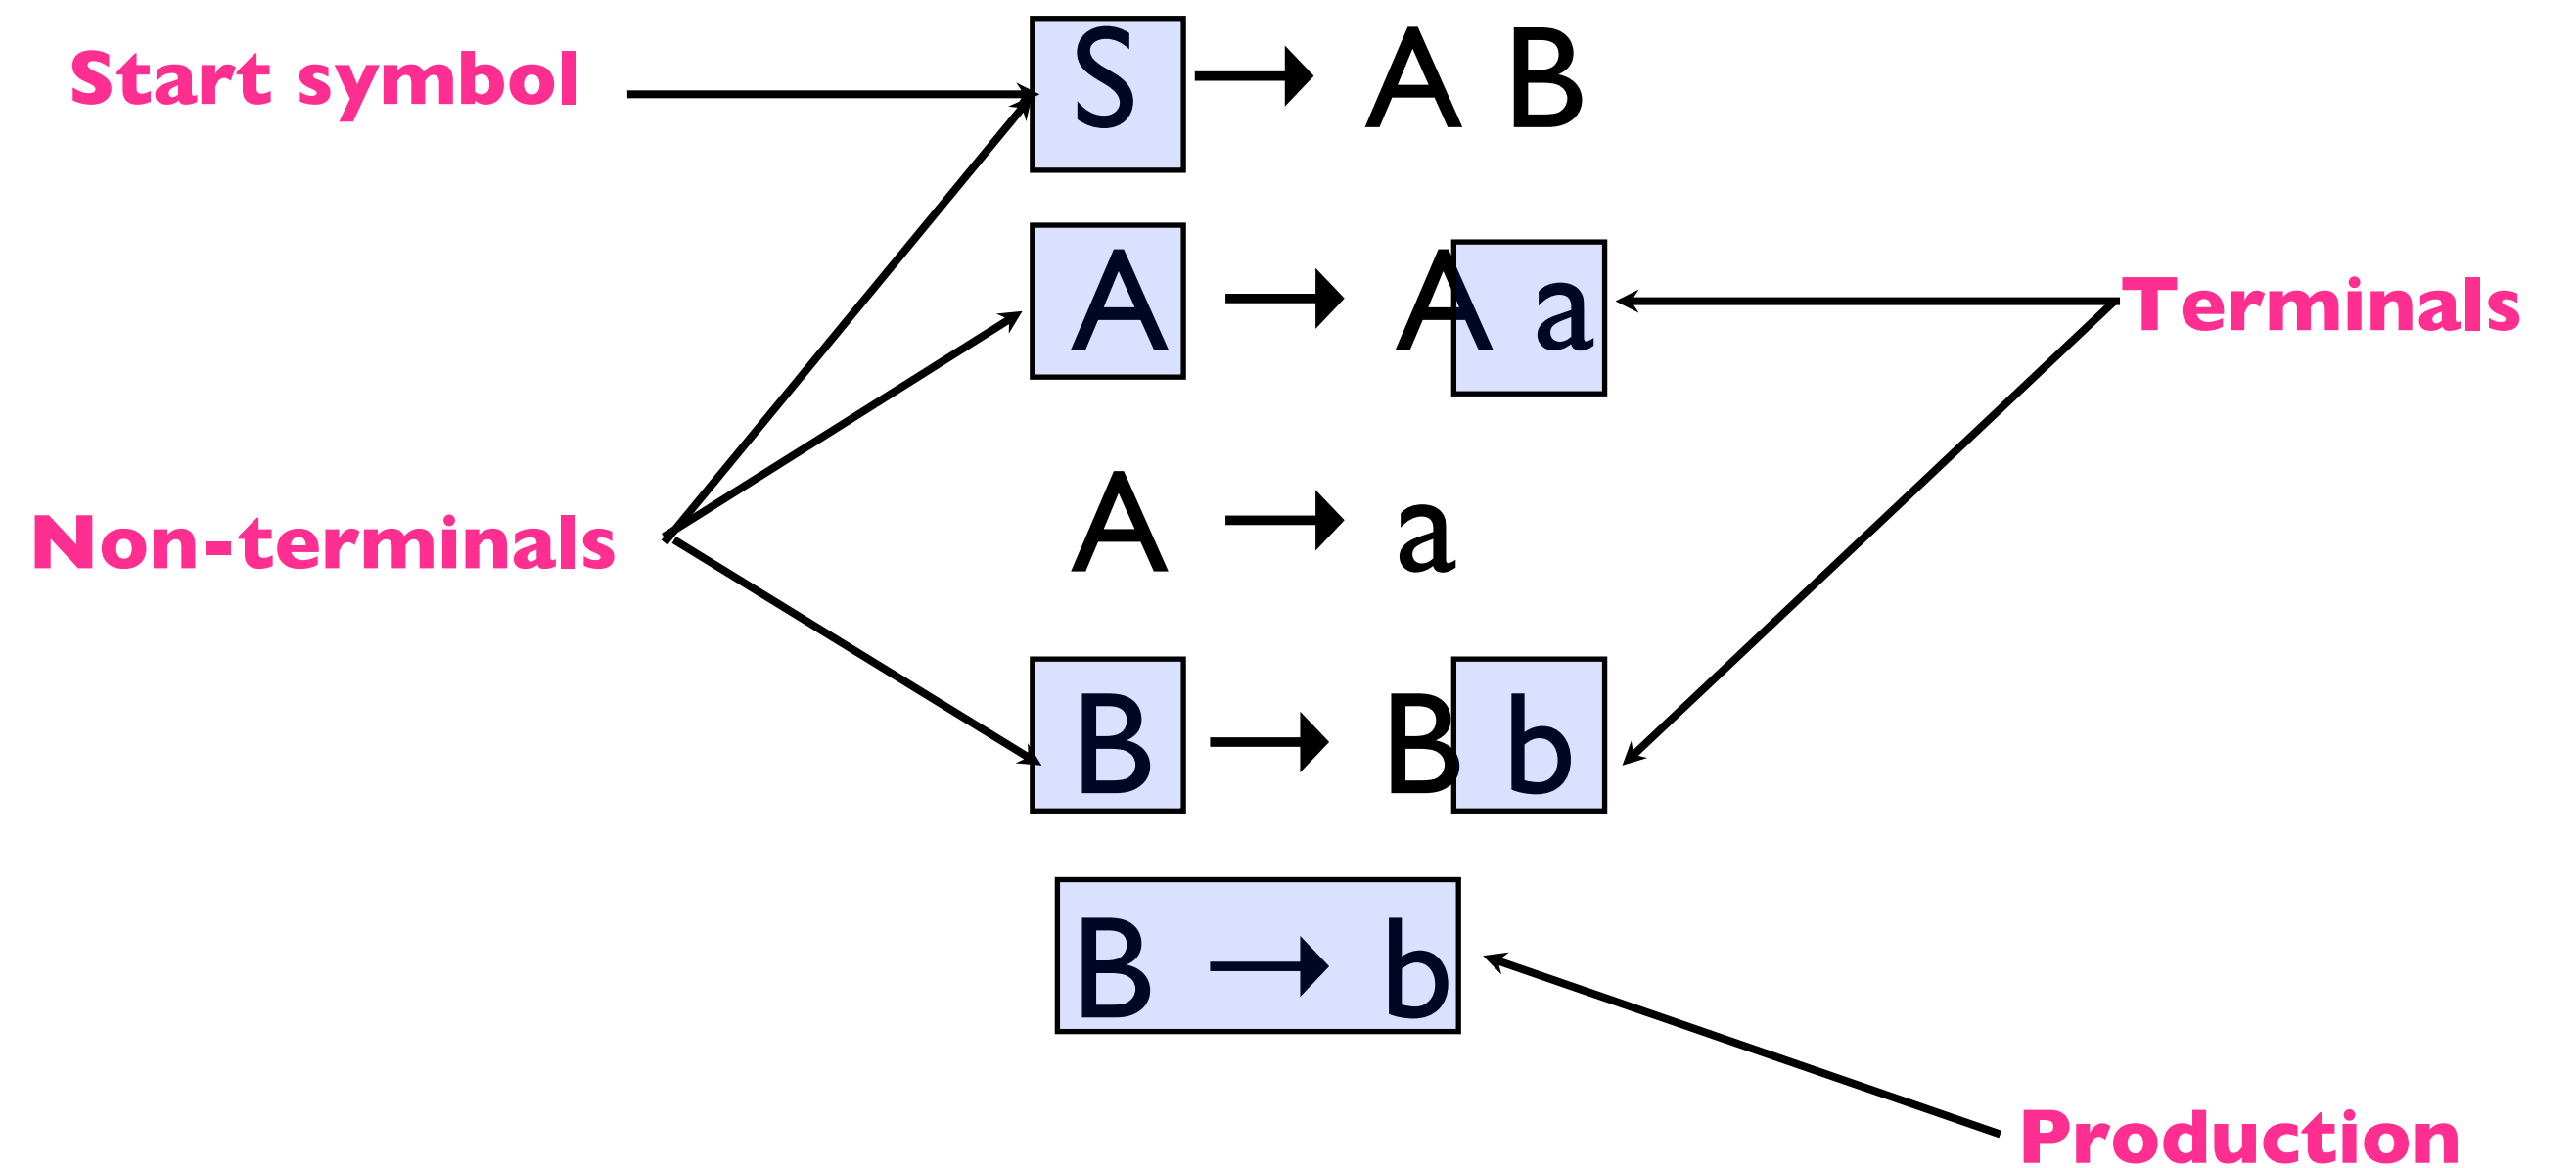 Start symbol
S → A B
A → A a
Terminals
Non-terminals
A → a
B → B b
B → b
Production